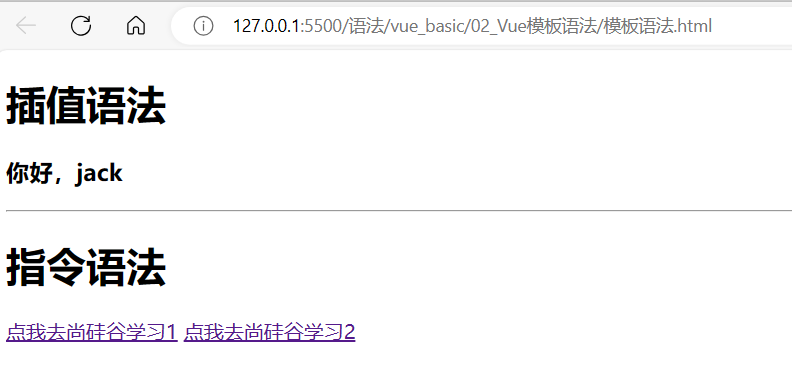 127.0.0.1:5500/语法/vue_basic/02_Vue模板语法/模板语法.html
插值语法
你好，jack
指令语法
点我去尚硅谷学习1 点我去尚硅谷学习2